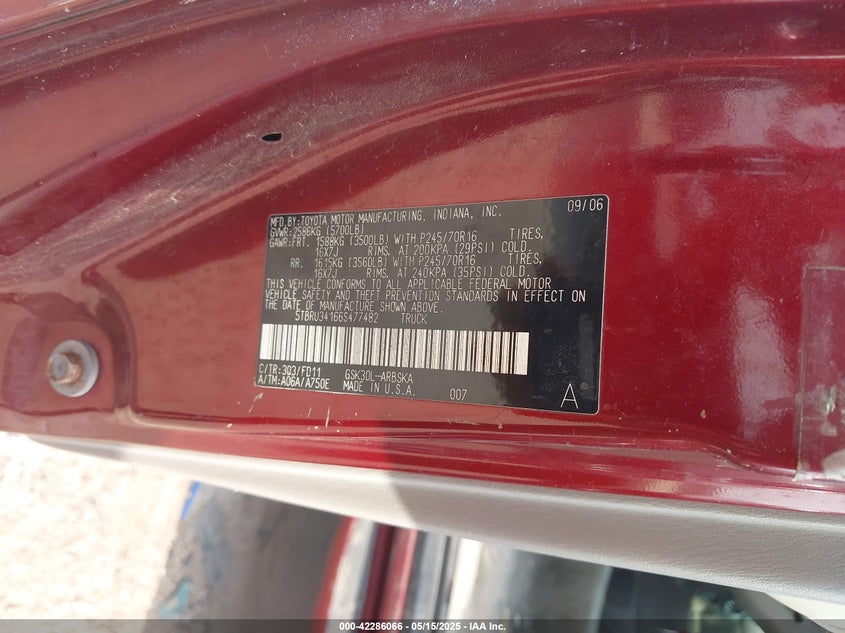 MFD.BY:TOYOTA MOTOR MANUFACTURING, INDIANA, INC. 09/06
GVWR:2586KG (5700LB)
GAWR:FRT. 1588KG (3500LB) WITH P245/70R16 TIRES,
16X7J RIMS, AT 200KPA (29PSI) COLD.
RR. 1615KG (3560LB) WITH P245/70R16 TIRES,
16X7J RIMS, AT 240KPA (35PSI) COLD.
THIS VEHICLE CONFORMS TO ALL APPLICABLE FEDERAL MOTOR
VEHICLE SAFETY AND THEFT PREVENTION STANDARDS IN EFFECT ON
THE DATE OF MANUFACTURE SHOWN ABOVE.
5TBRU34166S477482 TRUCK
C/TR:3Q3/FD11 GSK30L-ARBSKA
A/TM:A06A/A750E MADE IN U.S.A. 007 A
000-42286066 - 05/15/2025 - IAA Inc.